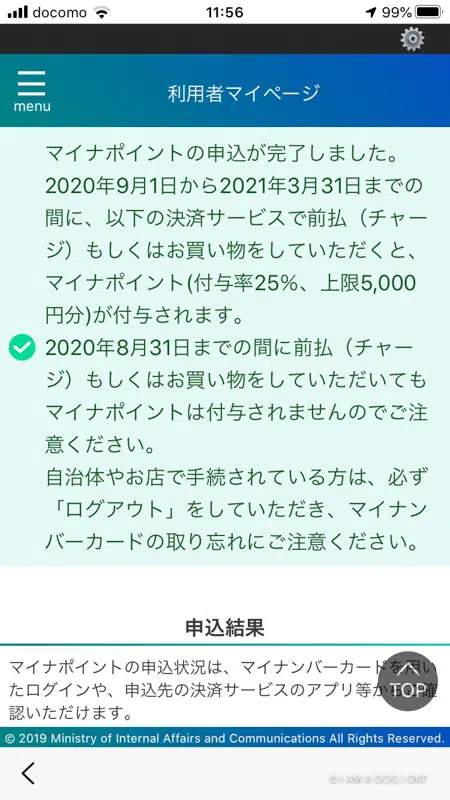 docomo 11:56 99%
menu
利用者マイページ
マイナポイントの申込が完了しました。
2020年9月1日から2021年3月31日までの
間に、以下の決済サービスで前払（チャー
ジ）もしくはお買い物をしていただくと、
マイナポイント(付与率25%、上限5,000
円分)が付与されます。
2020年8月31日までの間に前払（チャー
ジ）もしくはお買い物をしていただいても
マイナポイントは付与されませんのでご注
意ください。
自治体やお店で手続されている方は、必ず
「ログアウト」をしていただき、マイナン
バーカードの取り忘れにご注意ください。
申込結果
マイナポイントの申込状況は、マイナンバーカードを用い
たログインや、申込先の決済サービスのアプリ等からご確
認いただけます。
TOP
© 2019 Ministry of Internal Affairs and Communications All Rights Reserved.
© I AM A DOG! OKP